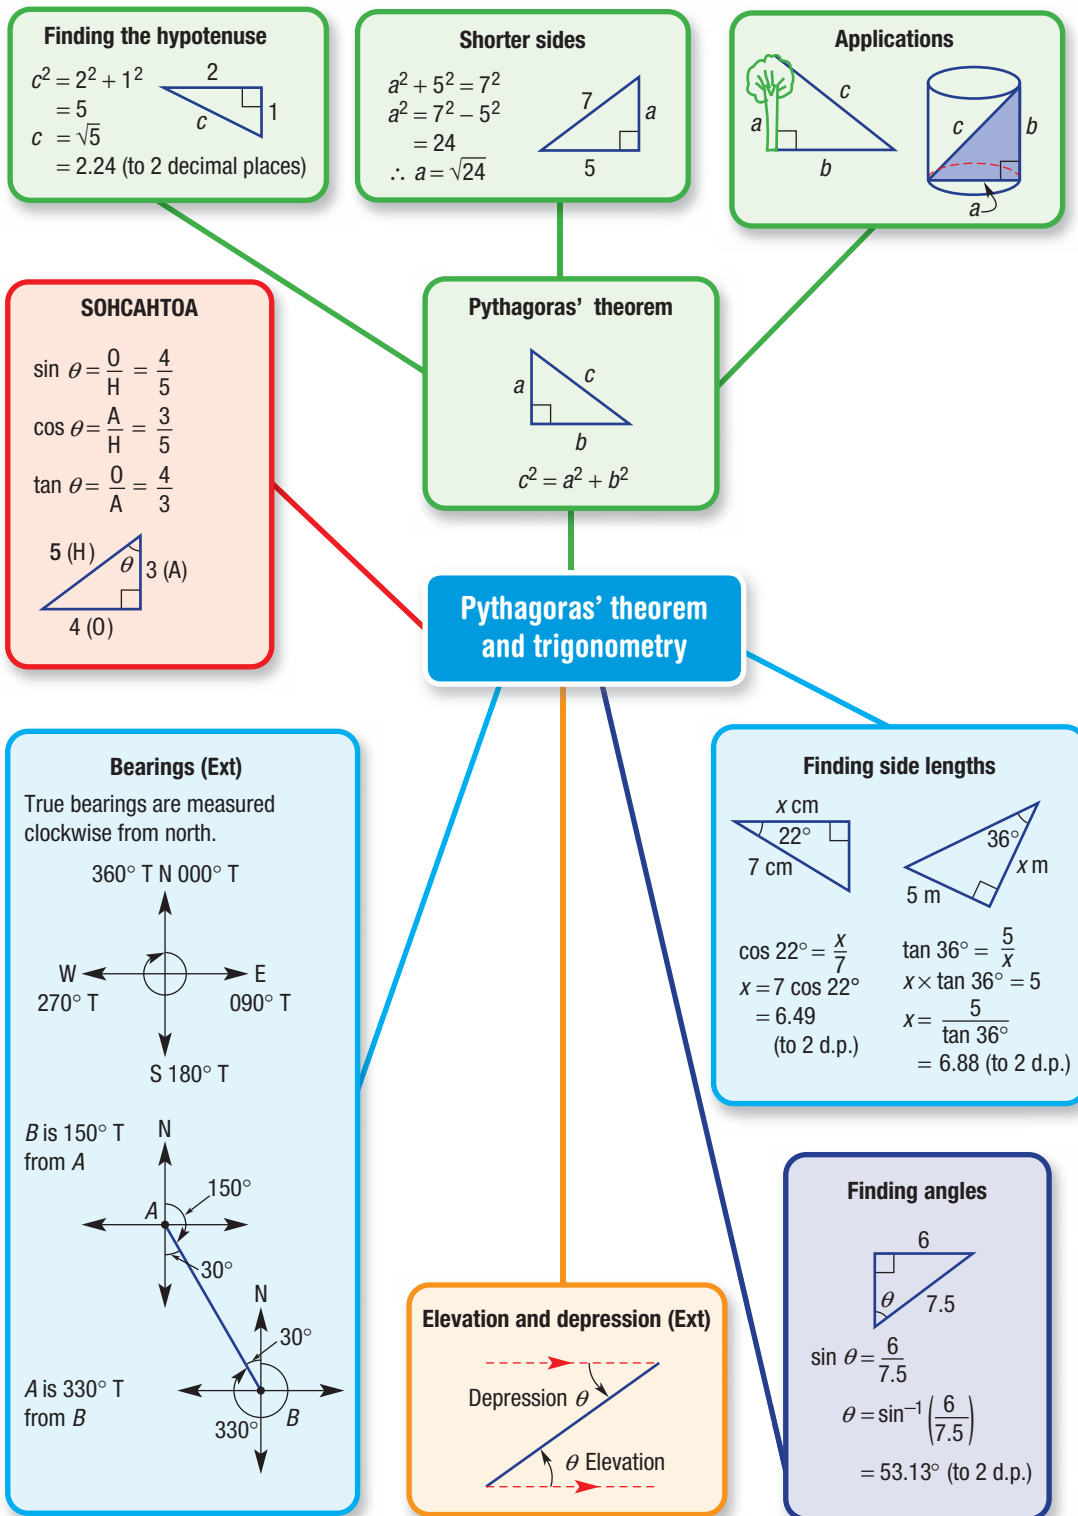 Finding the hypotenuse
c² = 2² + 1²
= 5
c = √5
= 2.24 (to 2 decimal places)
2
1
c
Shorter sides
a² + 5² = 7²
a² = 7² – 5²
= 24
∴ a = √24
7
a
5
Applications
a
c
b
c
b
a
SOHCAHTOA
sin θ = O/H = 4/5
cos θ = A/H = 3/5
tan θ = O/A = 4/3
5 (H)
θ
3 (A)
4 (O)
Pythagoras’ theorem
a
c
b
c² = a² + b²
Pythagoras’ theorem
and trigonometry
Bearings (Ext)
True bearings are measured
clockwise from north.
360° T N 000° T
W
E
270° T
090° T
S 180° T
B is 150° T
from A
N
150°
A
30°
N
30°
A is 330° T
from B
330°
B
Elevation and depression (Ext)
Depression θ
θ Elevation
Finding side lengths
x cm
22°
7 cm
36°
x m
5 m
cos 22° = x/7
x = 7 cos 22°
= 6.49
(to 2 d.p.)
tan 36° = 5/x
x × tan 36° = 5
x = 5/tan 36°
= 6.88 (to 2 d.p.)
Finding angles
6
θ
7.5
sin θ = 6/7.5
θ = sin⁻¹ (6/7.5)
= 53.13° (to 2 d.p.)